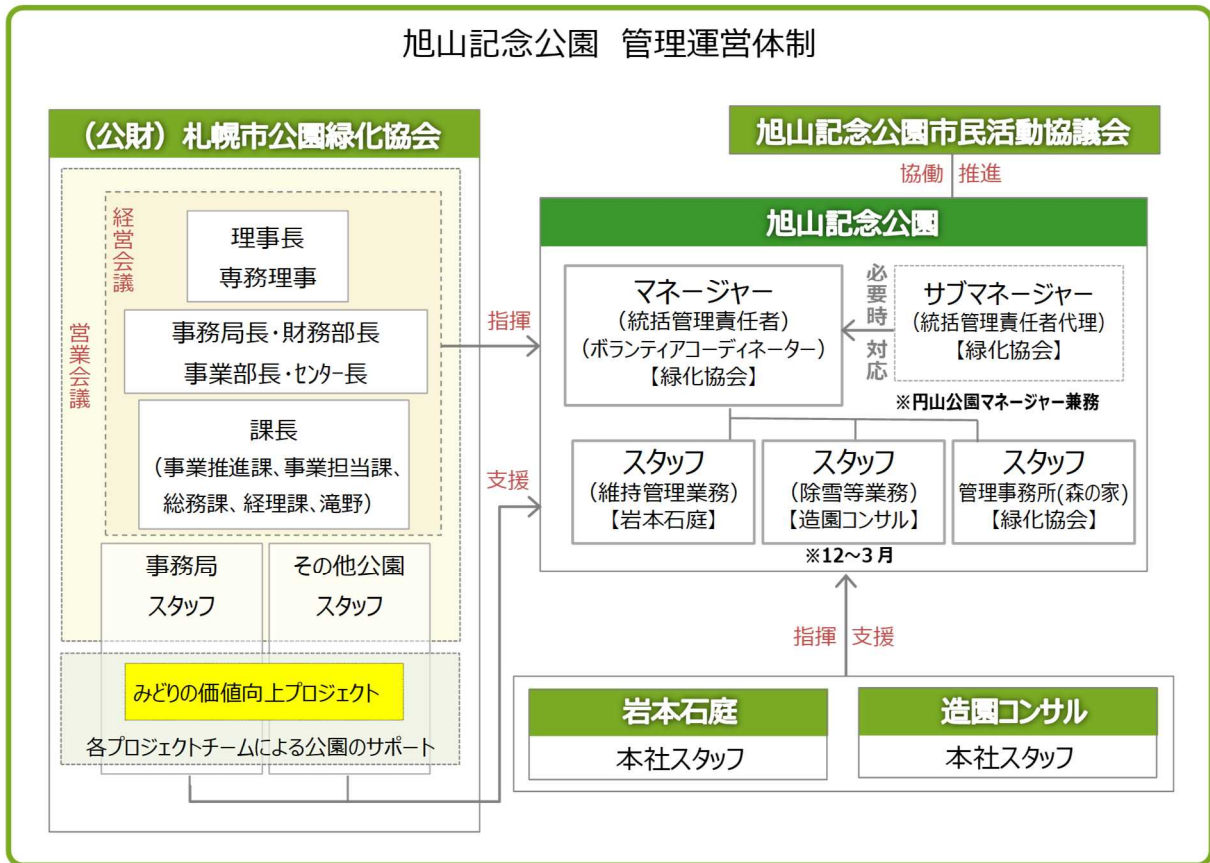 旭山記念公園 管理運営体制
(公財)札幌市公園緑化協会
経営会議
営業会議
理事長
専務理事
事務局長・財務部長
事業部長・センター長
課長
(事業推進課、事業担当課、
総務課、経理課、滝野)
事務局
スタッフ
その他公園
スタッフ
みどりの価値向上プロジェクト
各プロジェクトチームによる公園のサポート
指揮
支援
旭山記念公園市民活動協議会
協働 推進
旭山記念公園
マネージャー
(統括管理責任者)
(ボランティアコーディネーター)
【緑化協会】
必要時 対応
サブマネージャー
(統括管理責任者代理)
【緑化協会】
※円山公園マネージャー兼務
スタッフ
(維持管理業務)
【岩本石庭】
スタッフ
(除雪等業務)
【造園コンサル】
※12~3月
スタッフ
管理事務所(森の家)
【緑化協会】
指揮 支援
岩本石庭
本社スタッフ
造園コンサル
本社スタッフ